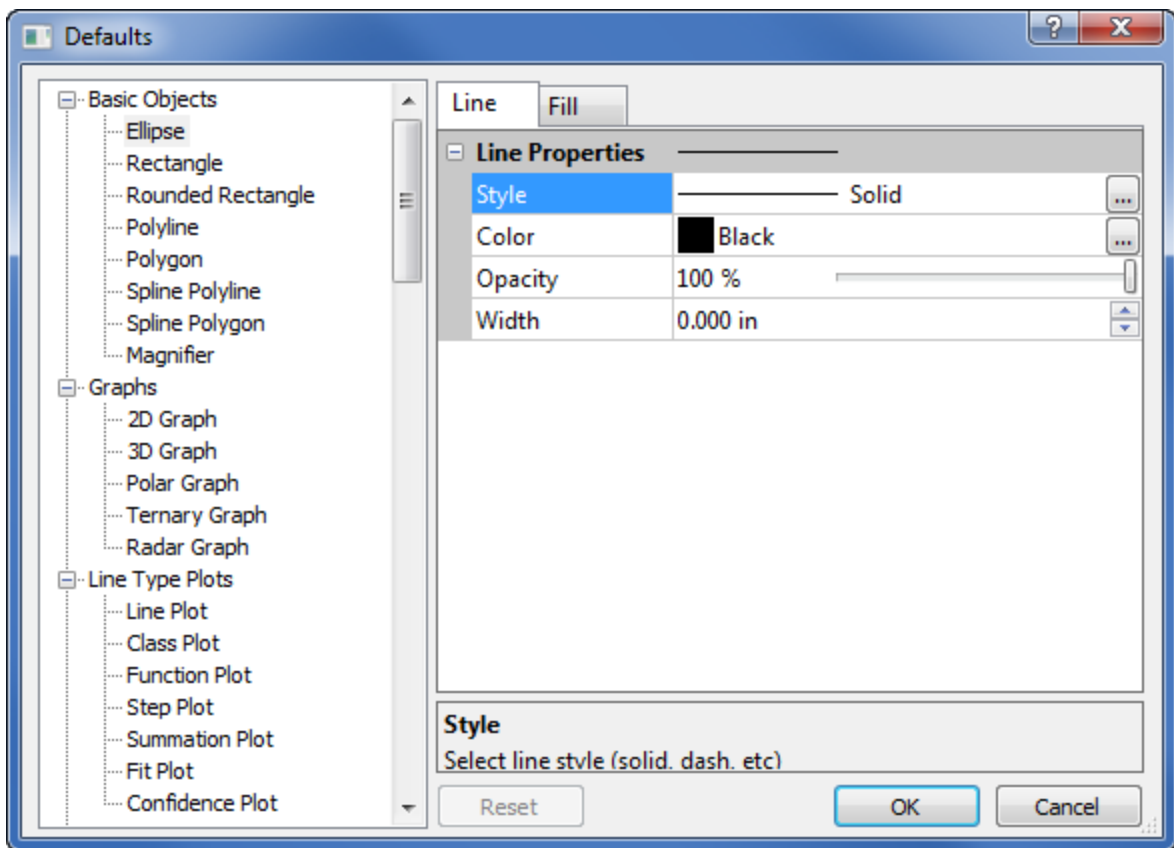 Defaults
?
X
Basic Objects
Ellipse
Rectangle
Rounded Rectangle
Polyline
Polygon
Spline Polyline
Spline Polygon
Magnifier
Graphs
2D Graph
3D Graph
Polar Graph
Ternary Graph
Radar Graph
Line Type Plots
Line Plot
Class Plot
Function Plot
Step Plot
Summation Plot
Fit Plot
Confidence Plot
Line Fill
Line Properties
Style Solid ...
Color Black ...
Opacity 100 %
Width 0.000 in
Style
Select line style (solid, dash, etc)
Reset OK Cancel